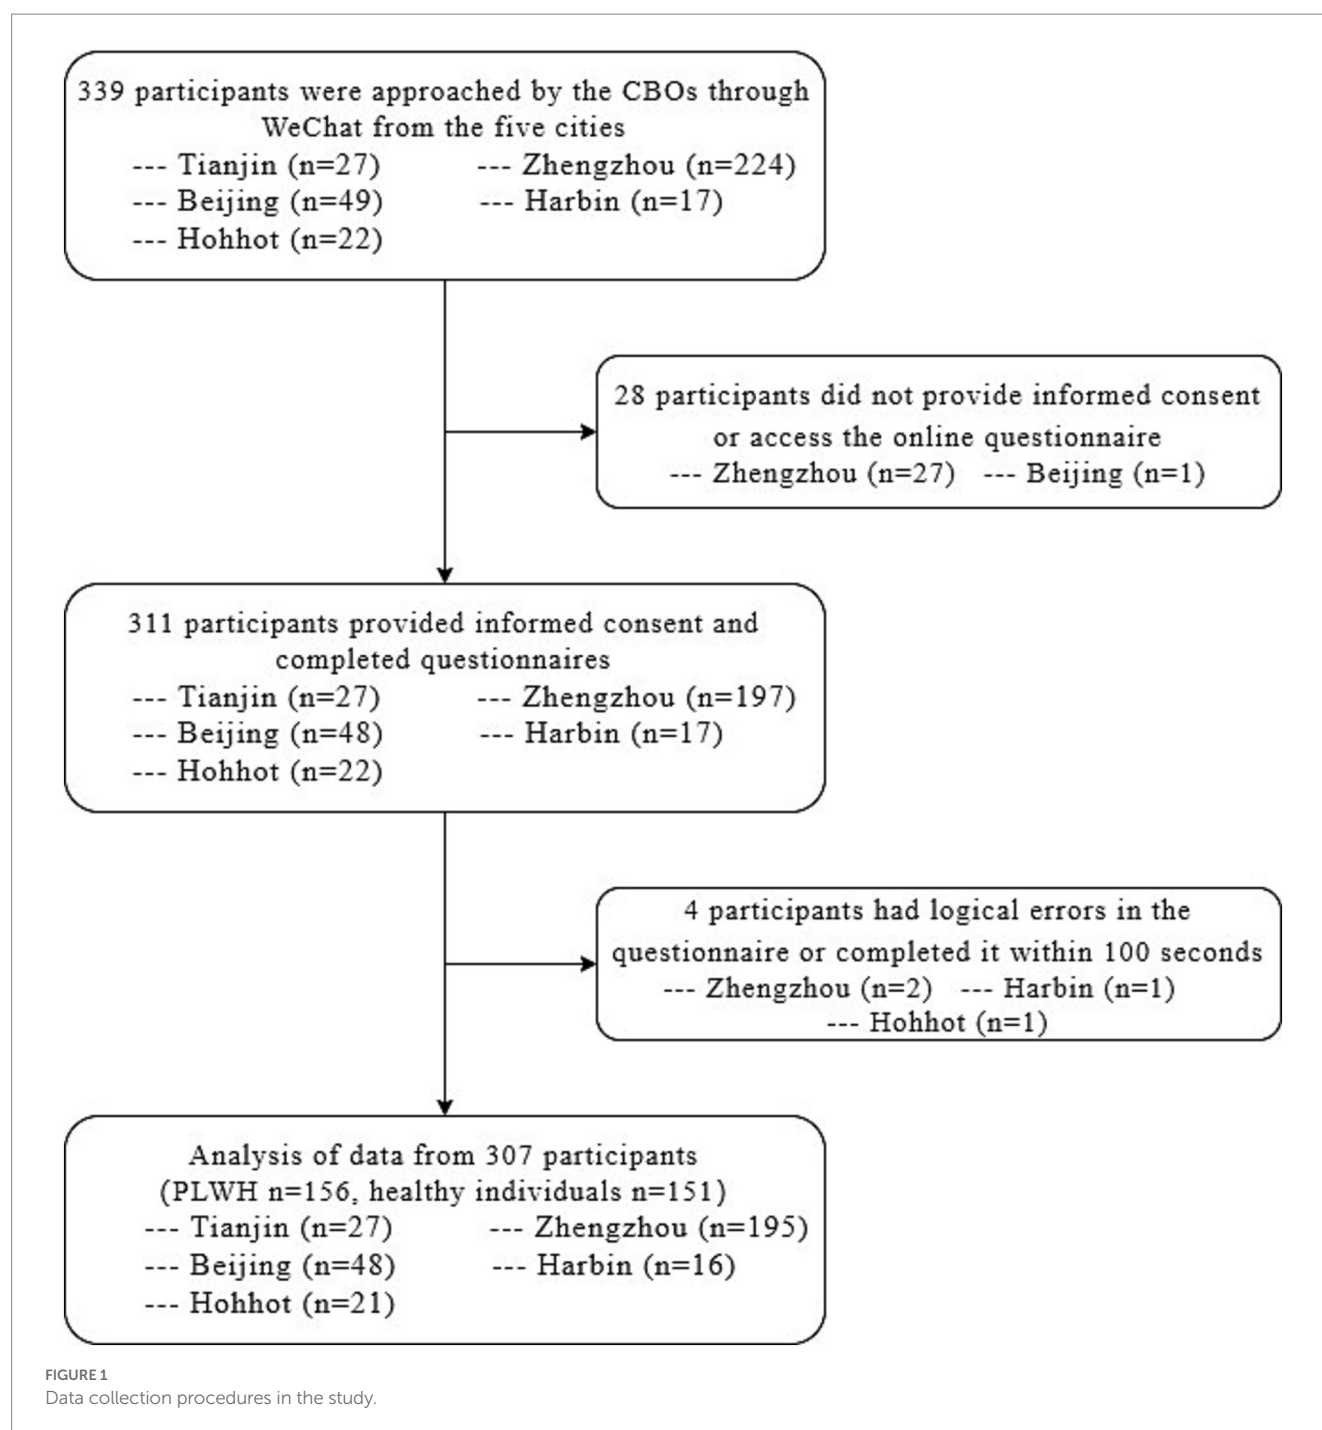 339 participants were approached by the CBOs through
WeChat from the five cities
--- Tianjin (n=27) --- Zhengzhou (n=224)
--- Beijing (n=49) --- Harbin (n=17)
--- Hohhot (n=22)
28 participants did not provide informed consent
or access the online questionnaire
--- Zhengzhou (n=27) --- Beijing (n=1)
311 participants provided informed consent and
completed questionnaires
--- Tianjin (n=27) --- Zhengzhou (n=197)
--- Beijing (n=48) --- Harbin (n=17)
--- Hohhot (n=22)
4 participants had logical errors in the
questionnaire or completed it within 100 seconds
--- Zhengzhou (n=2) --- Harbin (n=1)
--- Hohhot (n=1)
Analysis of data from 307 participants
(PLWH n=156, healthy individuals n=151)
--- Tianjin (n=27) --- Zhengzhou (n=195)
--- Beijing (n=48) --- Harbin (n=16)
--- Hohhot (n=21)
FIGURE 1
Data collection procedures in the study.